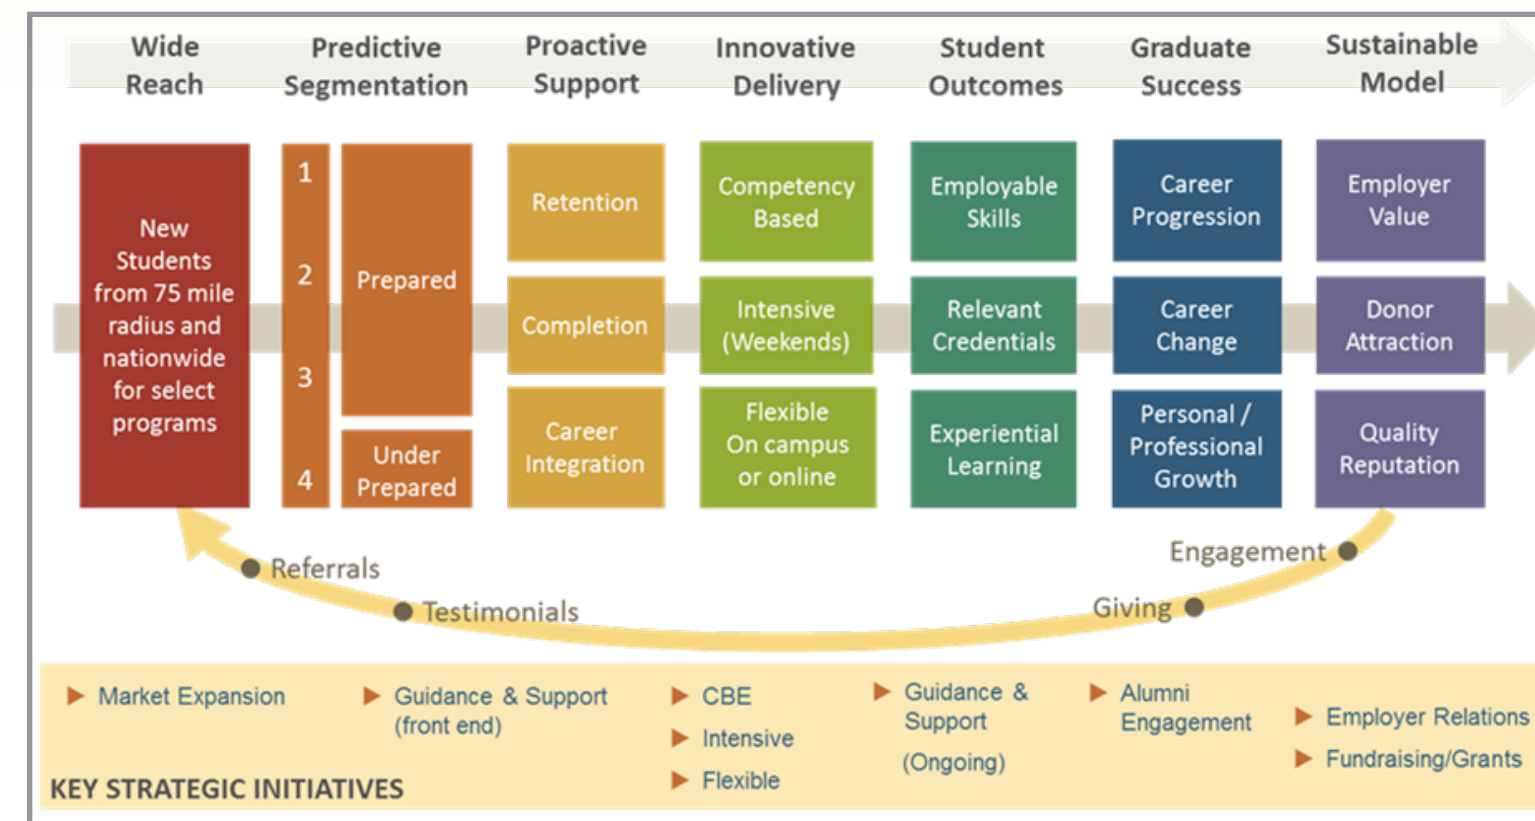 Wide
Reach
Predictive
Segmentation
Proactive
Support
Innovative
Delivery
Student
Outcomes
Graduate
Success
Sustainable
Model
New
Students
from 75 mile
radius and
nationwide
for select
programs
1
2
3
4
Prepared
Under
Prepared
Retention
Completion
Career
Integration
Competency
Based
Intensive
(Weekends)
Flexible
On campus
or online
Employable
Skills
Relevant
Credentials
Experiential
Learning
Career
Progression
Career
Change
Personal /
Professional
Growth
Employer
Value
Donor
Attraction
Quality
Reputation
Referrals
Testimonials
Giving
Engagement
Market Expansion
Guidance & Support
(front end)
CBE
Intensive
Flexible
Guidance &
Support
(Ongoing)
Alumni
Engagement
Employer Relations
Fundraising/Grants
KEY STRATEGIC INITIATIVES